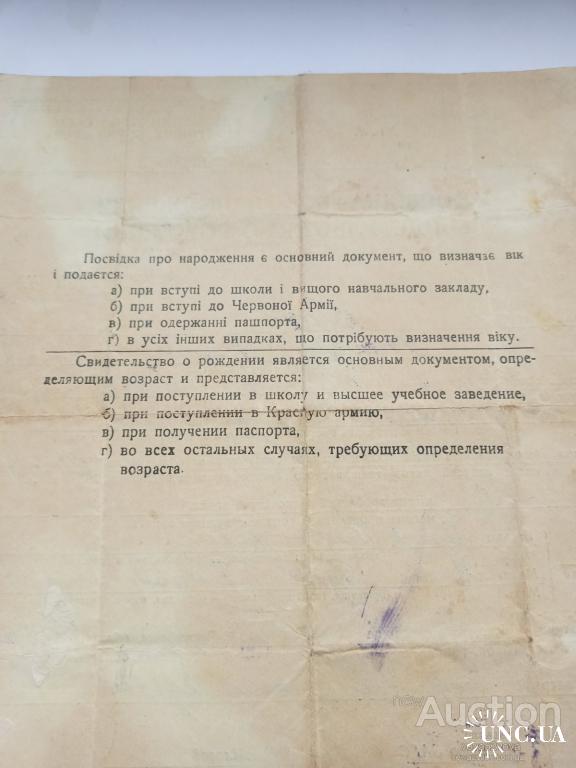 Посвідка про народження є основний документ, що визначає вік
і подаєтся:
а) при вступі до школи і вищого навчального закладу,
б) при вступі до Червоної Армії,
в) при одержанні пашпорта,
г) в усіх інших випадках, що потрібують визначення віку.
Свидетельство о рождении является основным документом, опре-
деляющим возраст и представляется:
а) при поступлении в школу и высшее учебное заведение,
б) при поступлении в Красную армию,
в) при получении паспорта,
г) во всех остальных случаях, требующих определения
возраста.
Auction
UNC.UA